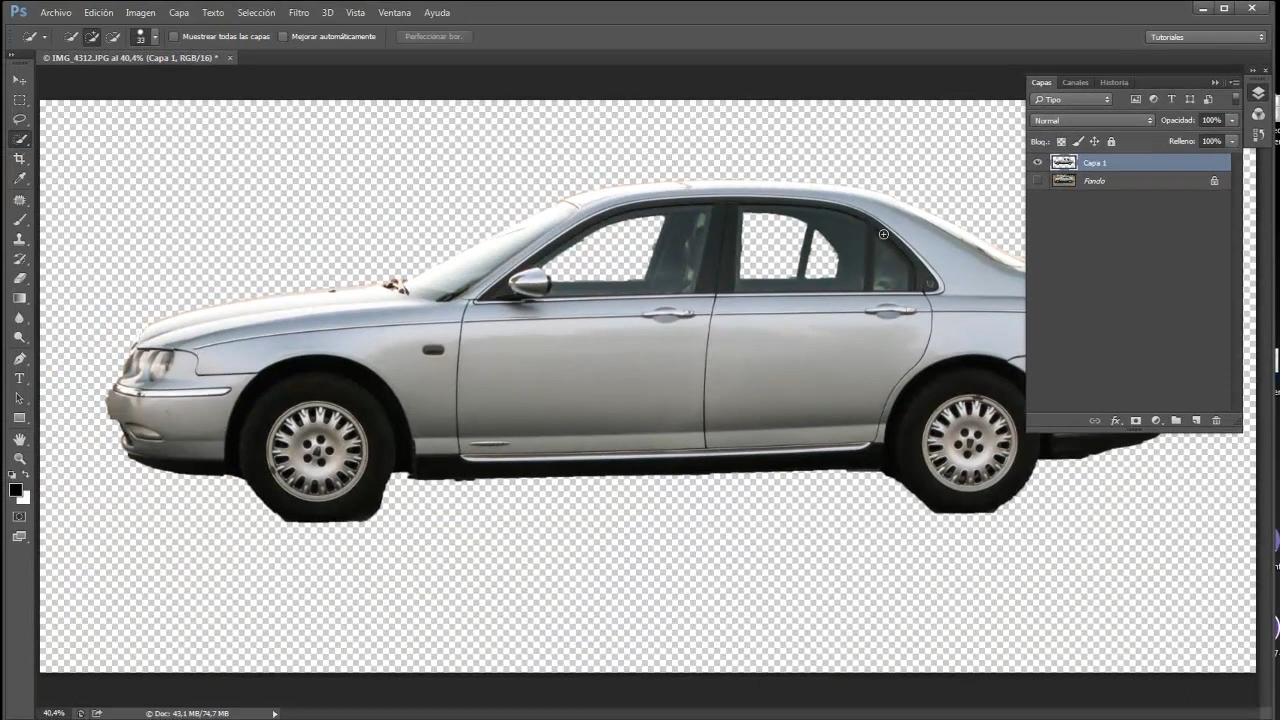 Ps Archivo Edición Imagen Capa Texto Selección Filtro 3D Vista Ventana Ayuda
33 Muestrear todas las capas Mejorar automáticamente Perfeccionar bor. Tutoriales
© IMG_4312.JPG al 40,4% (Capa 1, RGB/16) * ×
Capas Canales Historia
Tipo
Normal Opacidad: 100%
Bloq.: Relleno: 100%
Capa 1
Fondo
fx
40,4% © Doc: 43,1 MB/74,7 MB